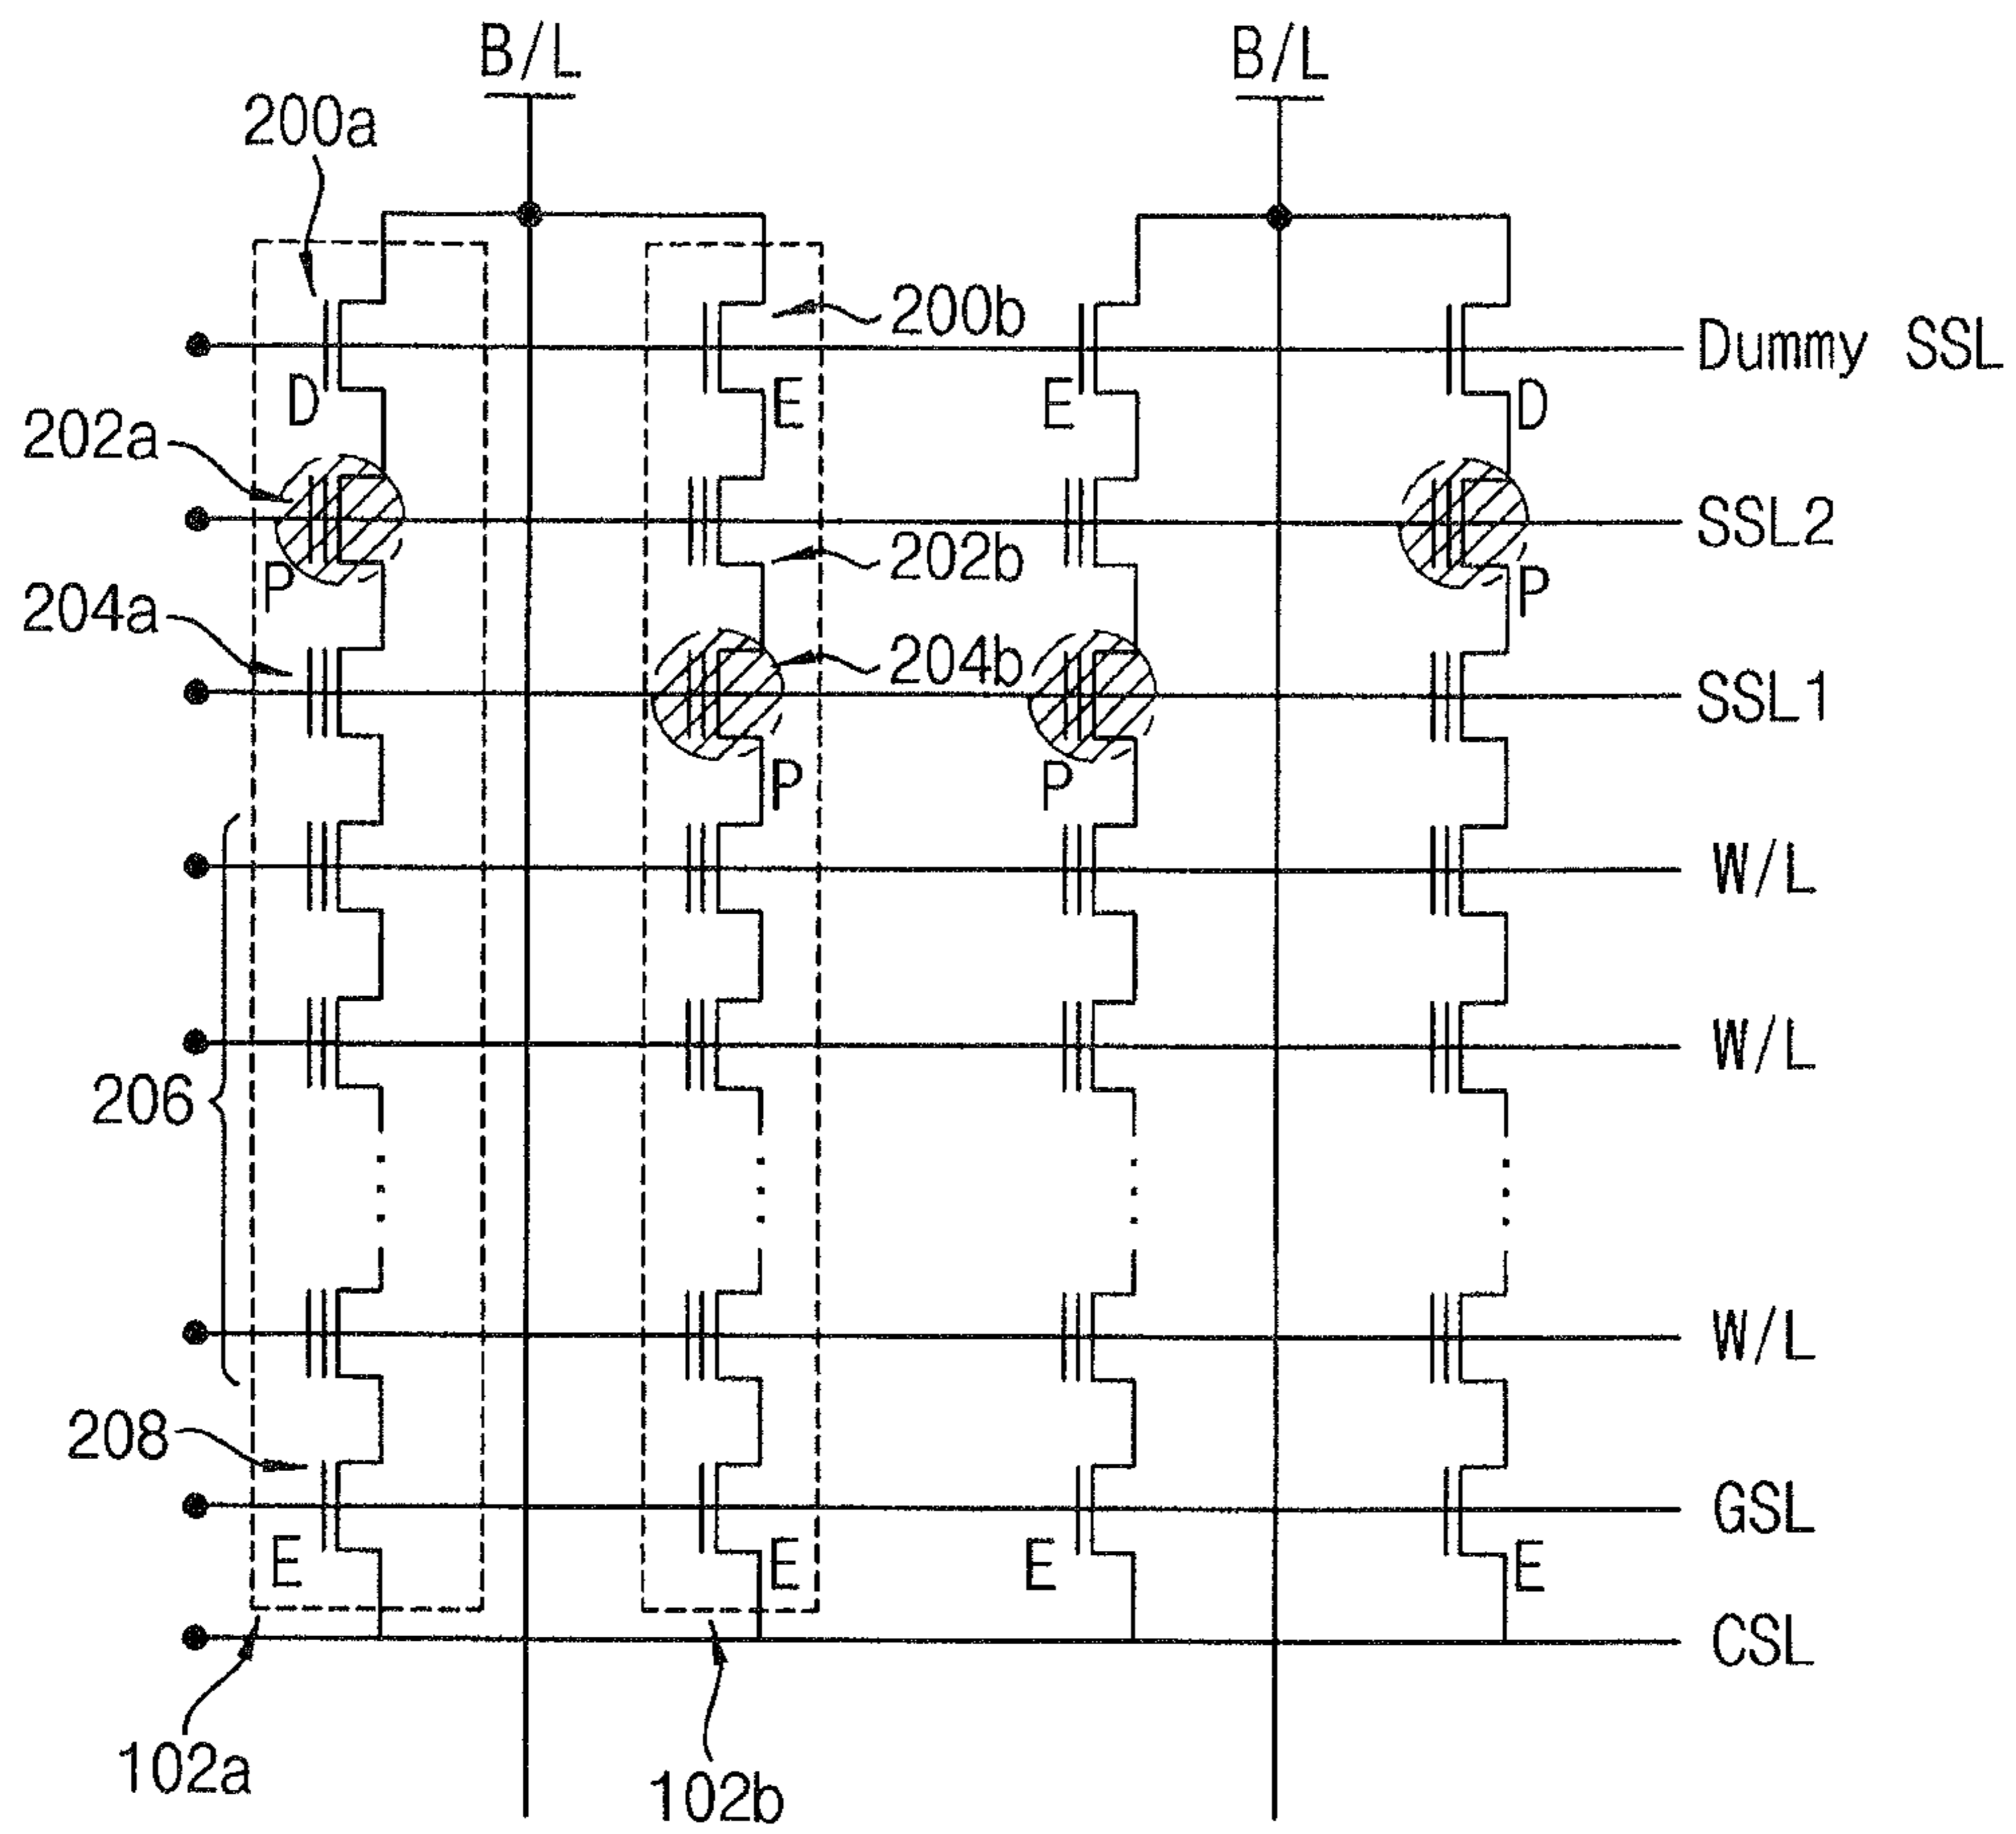 B/L B/L
200a
200b
Dummy SSL
D E E D
202a
SSL2
202b
P P
204a
204b
SSL1
P P
W/L
W/L
206
W/L
208
GSL
E E E E
CSL
102a
102b